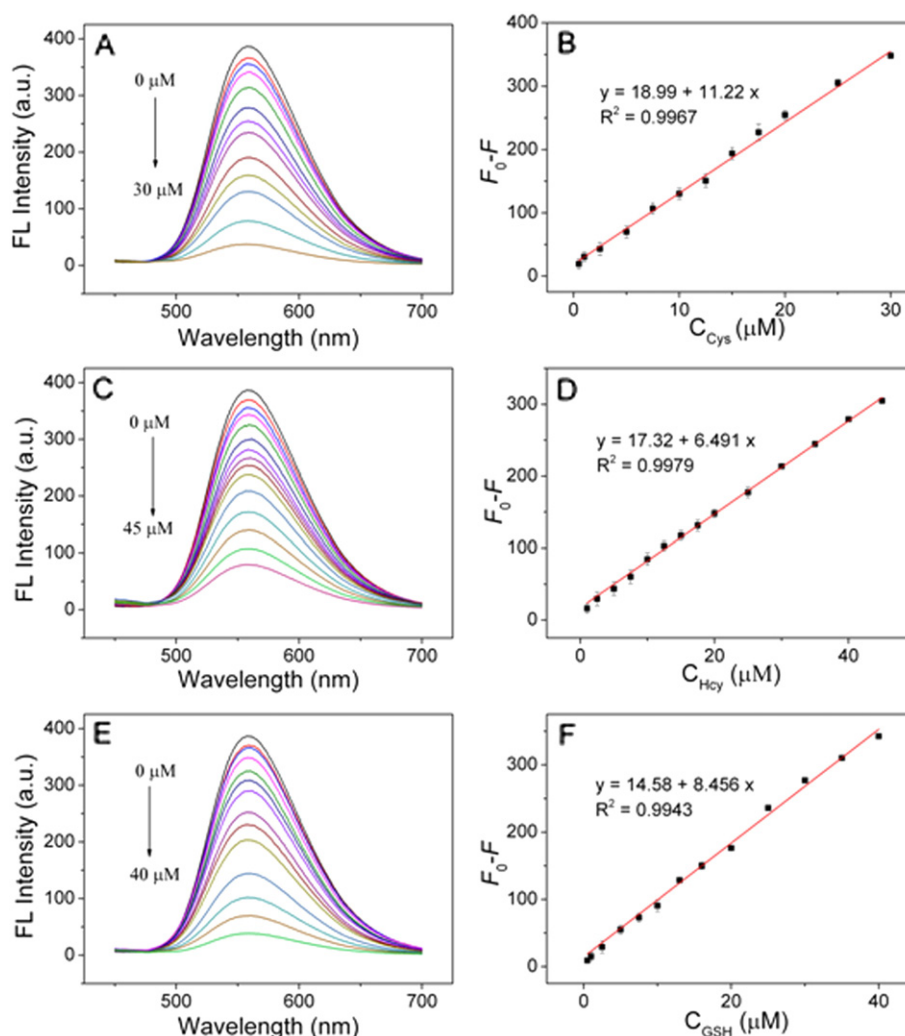 A
0 μM
30 μM
FL Intensity (a.u.)
400
300
200
100
0
500
600
700
Wavelength (nm)
B
y = 18.99 + 11.22 x
R² = 0.9967
F₀-F
400
300
200
100
0
0
10
20
30
C_Cys (μM)
C
0 μM
45 μM
FL Intensity (a.u.)
400
300
200
100
0
500
600
700
Wavelength (nm)
D
y = 17.32 + 6.491 x
R² = 0.9979
F₀-F
300
200
100
0
0
20
40
C_Hcy (μM)
E
0 μM
40 μM
FL Intensity (a.u.)
400
300
200
100
0
500
600
700
Wavelength (nm)
F
y = 14.58 + 8.456 x
R² = 0.9943
F₀-F
300
200
100
0
0
20
40
C_GSH (μM)